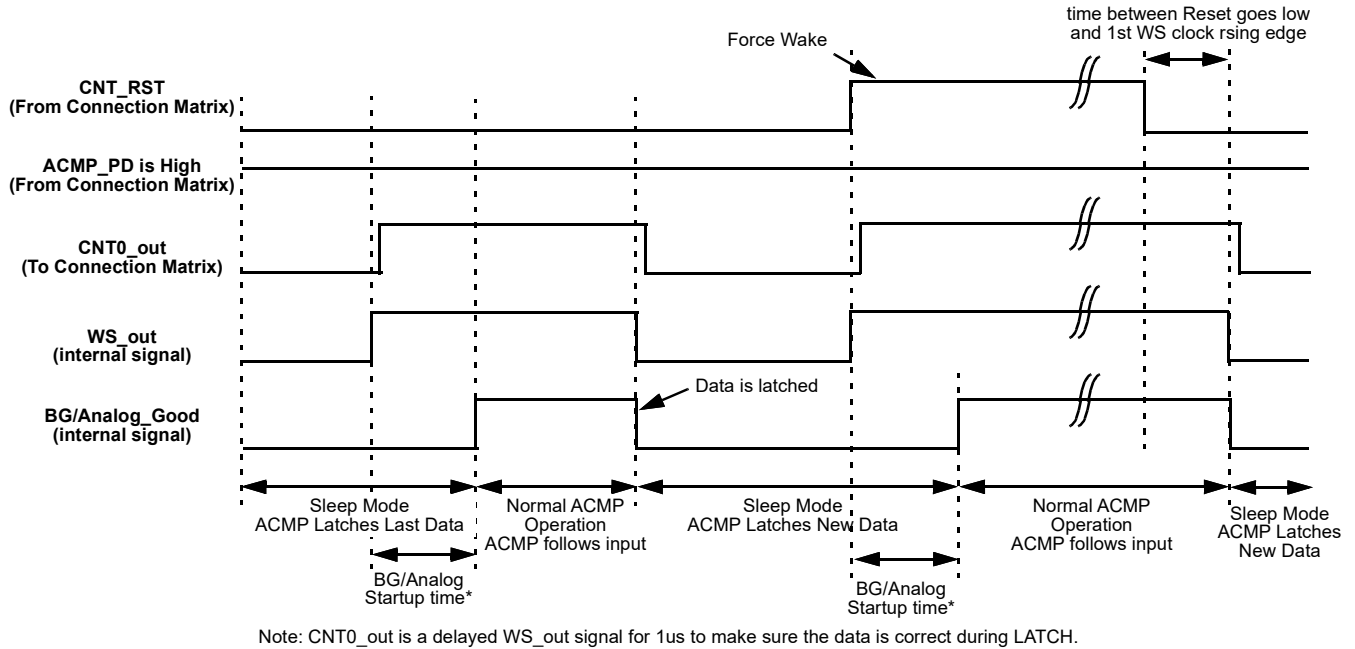 time between Reset goes low
and 1st WS clock rsing edge
Force Wake
CNT_RST
(From Connection Matrix)
ACMP_PD is High
(From Connection Matrix)
CNT0_out
(To Connection Matrix)
WS_out
(internal signal)
Data is latched
BG/Analog_Good
(internal signal)
Sleep Mode
ACMP Latches Last Data
Normal ACMP
Operation
ACMP follows input
Sleep Mode
ACMP Latches New Data
Normal ACMP
Operation
ACMP follows input
Sleep Mode
ACMP Latches
New Data
BG/Analog
Startup time*
BG/Analog
Startup time*
Note: CNT0_out is a delayed WS_out signal for 1us to make sure the data is correct during LATCH.